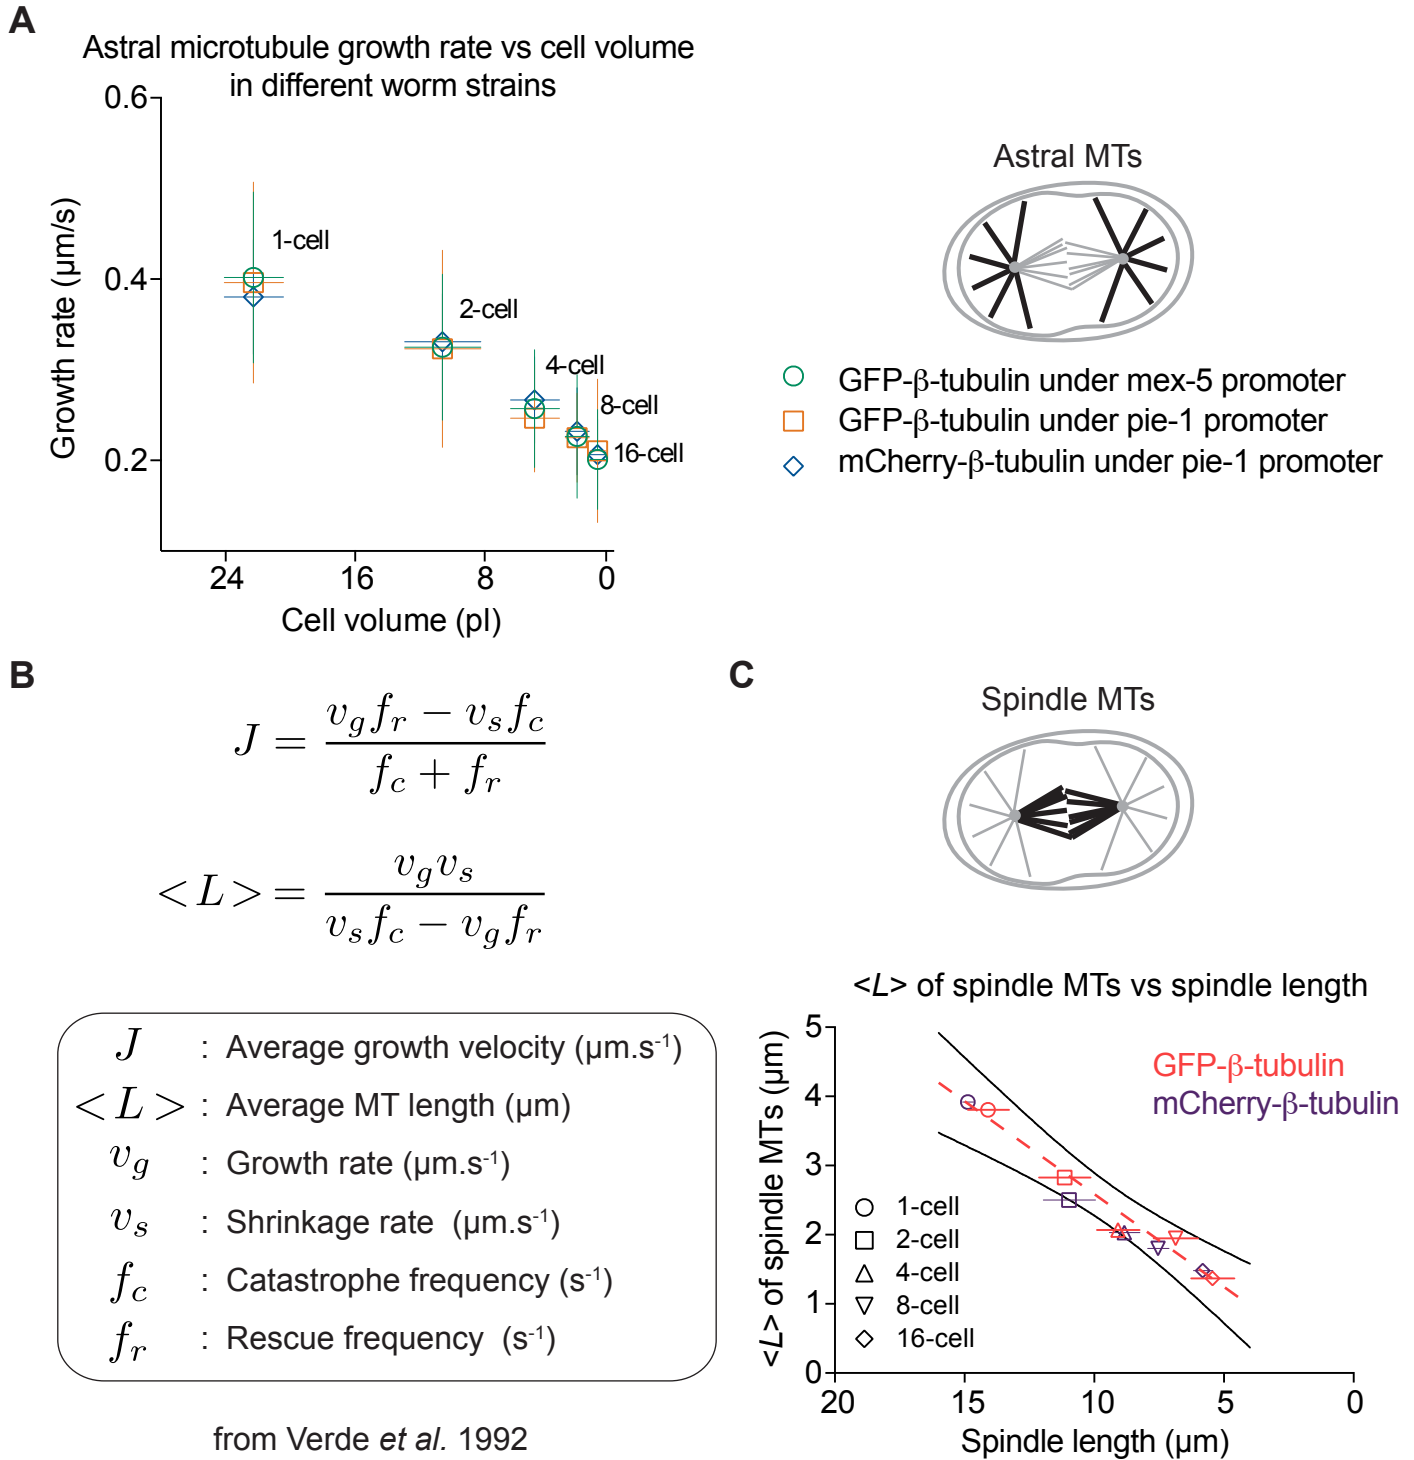 A
Astral microtubule growth rate vs cell volume
in different worm strains
0.6
0.4
0.2
Growth rate (µm/s)
1-cell
2-cell
4-cell
8-cell
16-cell
24 16 8 0
Cell volume (pl)
Astral MTs
GFP-β-tubulin under mex-5 promoter
GFP-β-tubulin under pie-1 promoter
mCherry-β-tubulin under pie-1 promoter
B
J = (v_g f_r − v_s f_c) / (f_c + f_r)
<L> = v_g v_s / (v_s f_c − v_g f_r)
J : Average growth velocity (µm.s⁻¹)
<L> : Average MT length (µm)
v_g : Growth rate (µm.s⁻¹)
v_s : Shrinkage rate (µm.s⁻¹)
f_c : Catastrophe frequency (s⁻¹)
f_r : Rescue frequency (s⁻¹)
from Verde et al. 1992
C
Spindle MTs
<L> of spindle MTs vs spindle length
5
4
3
2
1
0
<L> of spindle MTs (µm)
GFP-β-tubulin
mCherry-β-tubulin
1-cell
2-cell
4-cell
8-cell
16-cell
20 15 10 5 0
Spindle length (µm)